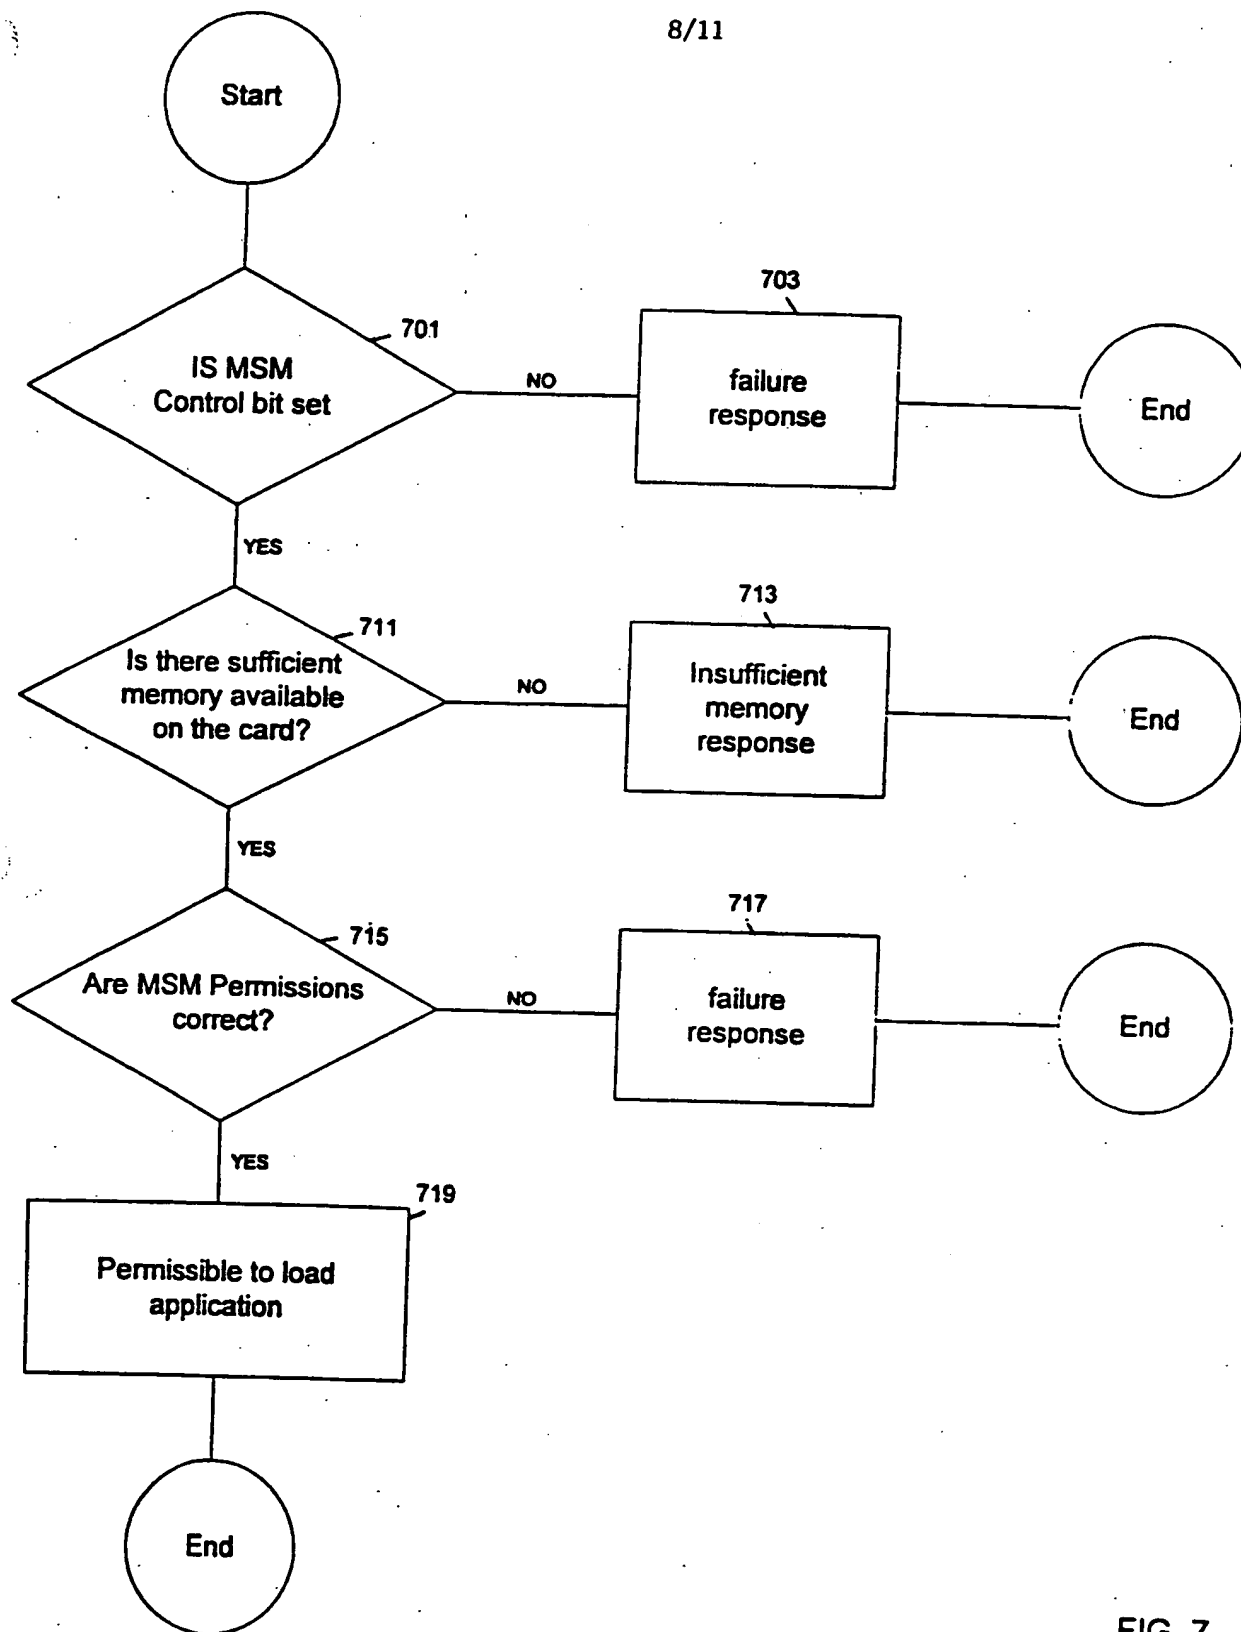 8/11
Start
701
IS MSM
Control bit set
NO
703
failure
response
End
YES
711
Is there sufficient
memory available
on the card?
NO
713
Insufficient
memory
response
End
YES
715
Are MSM Permissions
correct?
NO
717
failure
response
End
YES
719
Permissible to load
application
End
FIG. 7